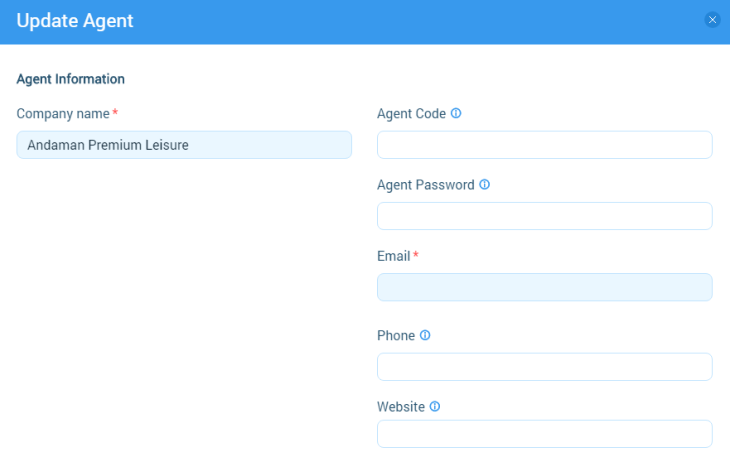 Update Agent
Agent Information
Company name *
Andaman Premium Leisure
Agent Code
Agent Password
Email *
Phone
Website